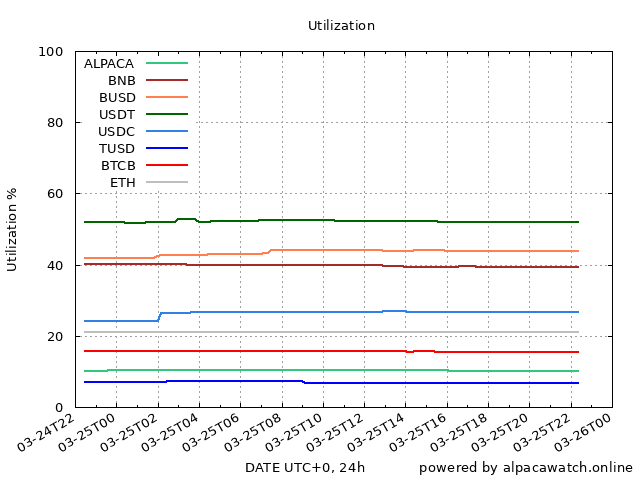 Utilization
100
80
60
40
20
0
Utilization %
ALPACA
BNB
BUSD
USDT
USDC
TUSD
BTCB
ETH
03-24T22
03-25T00
03-25T02
03-25T04
03-25T06
03-25T08
03-25T10
03-25T12
03-25T14
03-25T16
03-25T18
03-25T20
03-25T22
03-26T00
DATE UTC+0, 24h
powered by alpacawatch.online